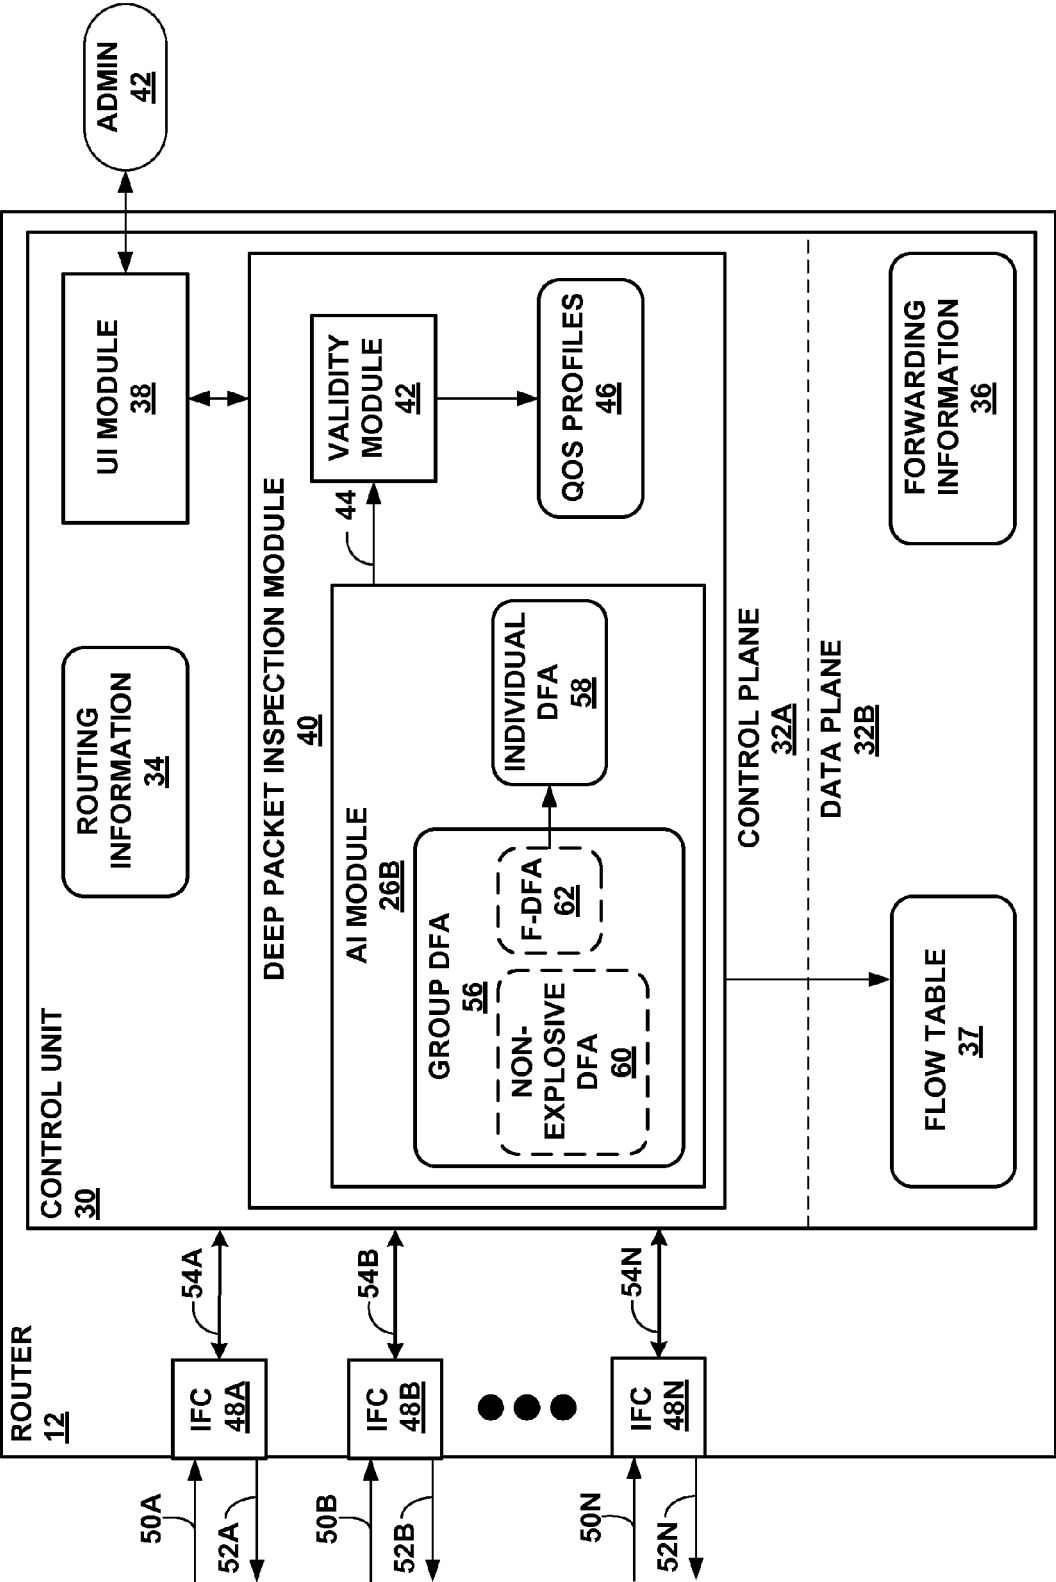 ROUTER
12
CONTROL UNIT
30
ADMIN
42
UI MODULE
38
ROUTING
INFORMATION
34
DEEP PACKET INSPECTION MODULE
40
AI MODULE
26B
GROUP DFA
56
NON-
EXPLOSIVE
DFA
60
F-DFA
62
INDIVIDUAL
DFA
58
44
VALIDITY
MODULE
42
QOS PROFILES
46
CONTROL PLANE
32A
DATA PLANE
32B
FLOW TABLE
37
FORWARDING
INFORMATION
36
IFC
48A
50A
52A
54A
IFC
48B
50B
52B
54B
IFC
48N
50N
52N
54N